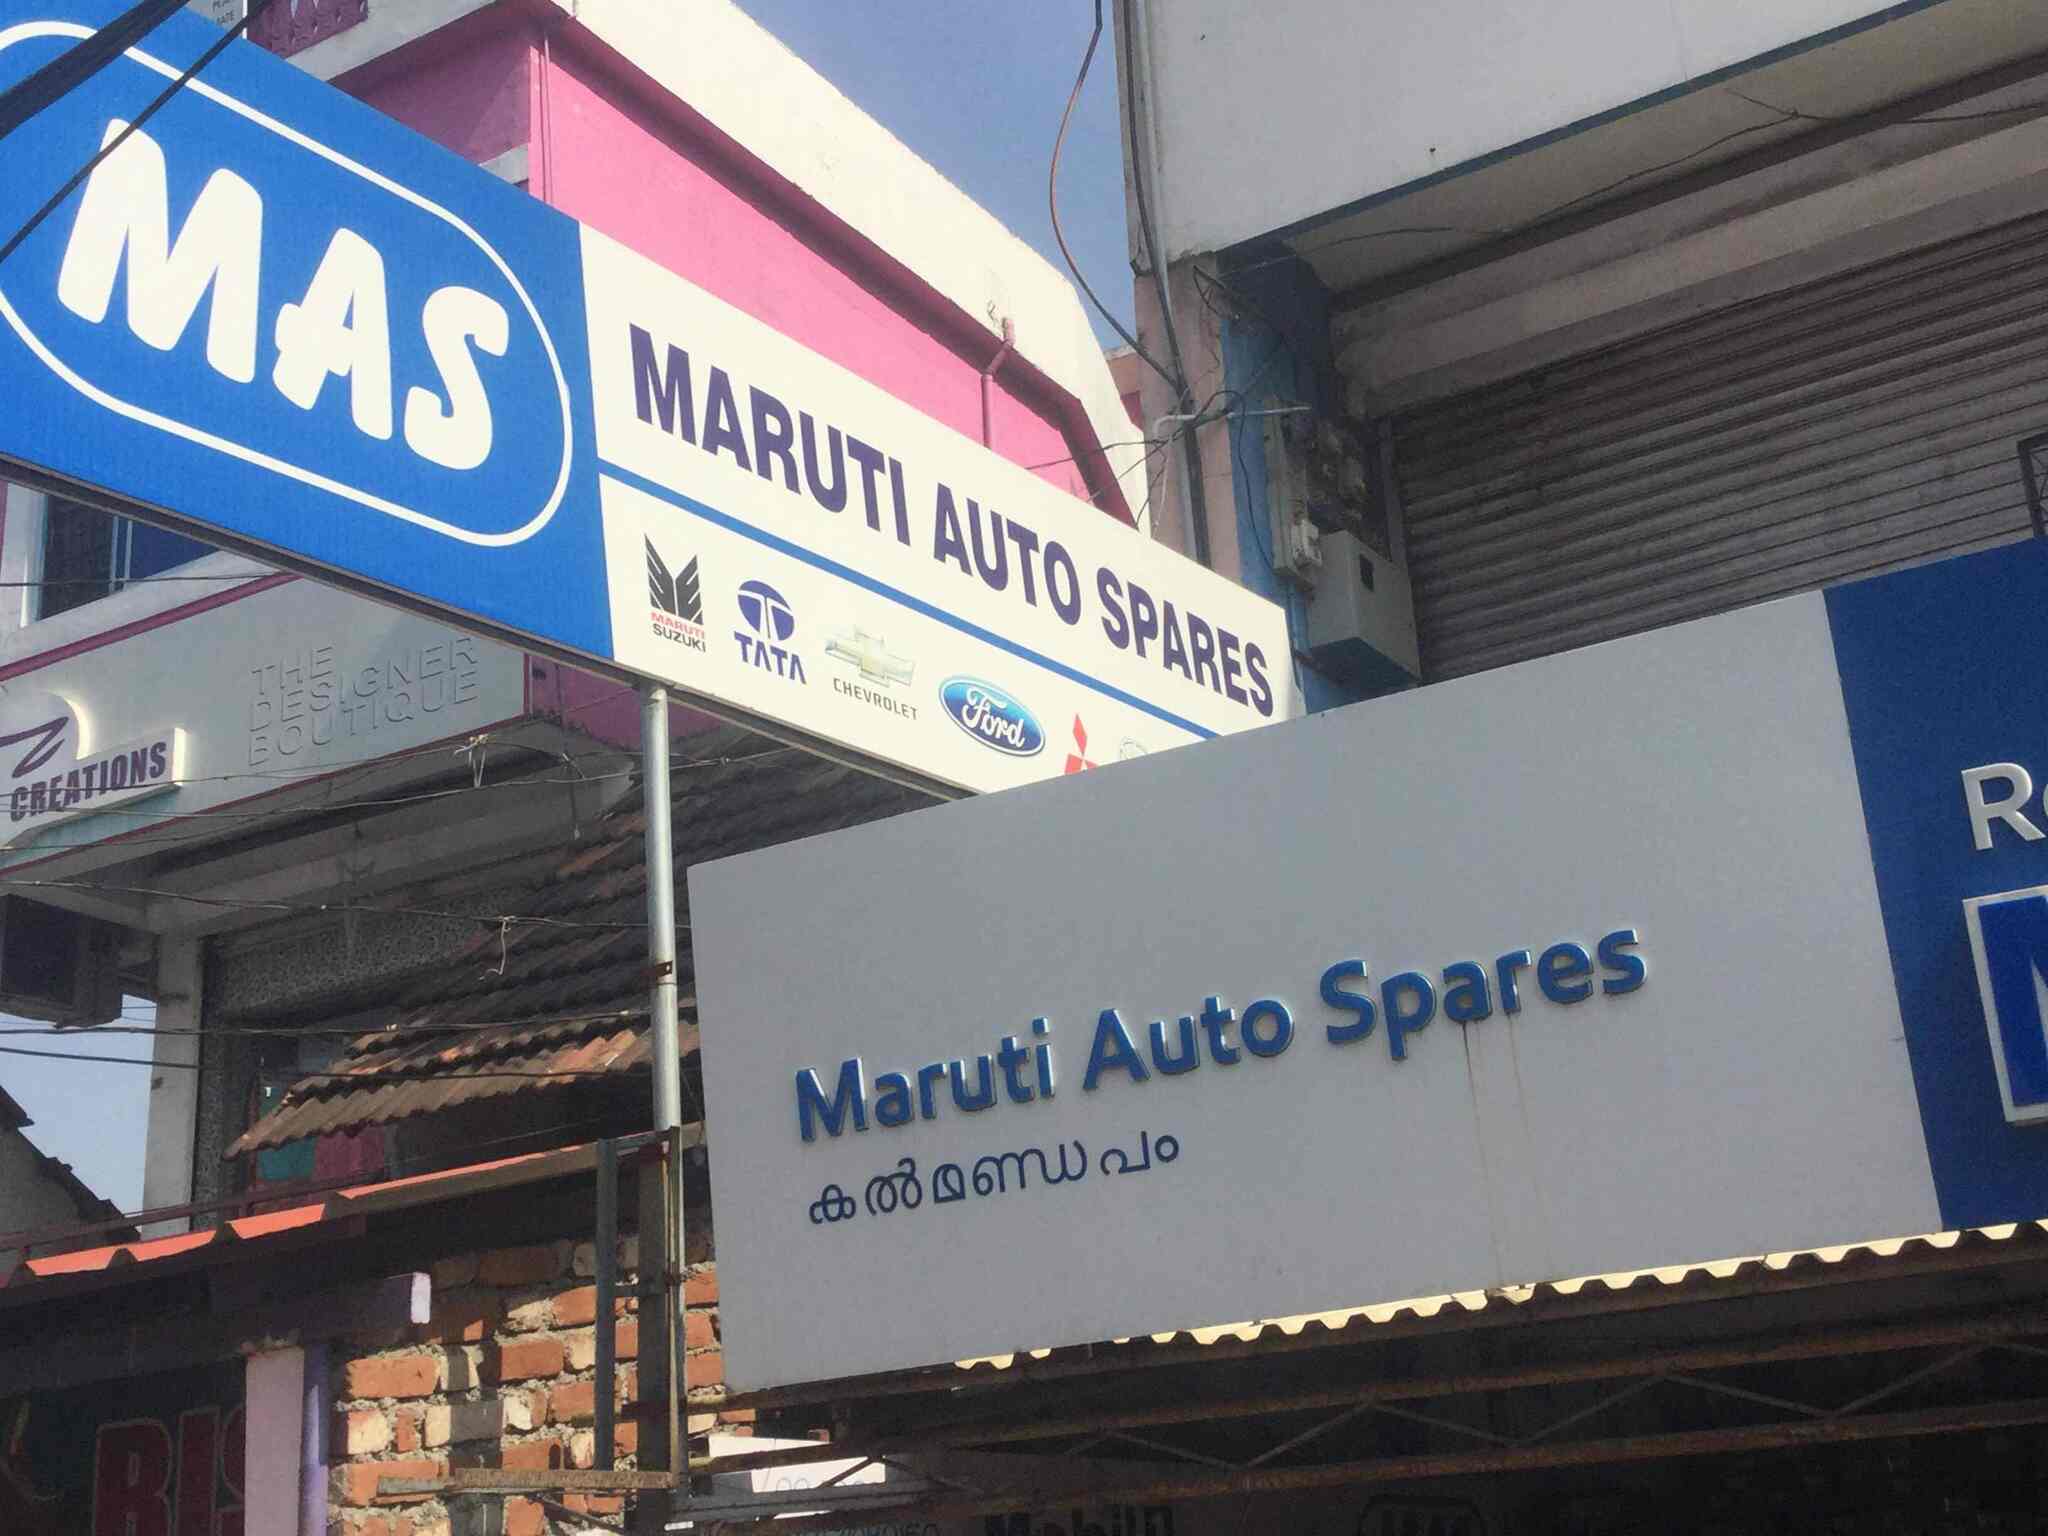 MAS
MARUTI AUTO SPARES
MARUTI
SUZUKI
TATA
CHEVROLET
Ford
THE
DESIGNER
BOUTIQUE
CREATIONS
Maruti Auto Spares
കൽമണ്ഡപം